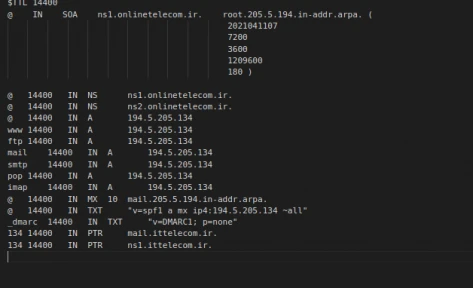 $TTL 14400
@ IN SOA ns1.onlinetelecom.ir. root.205.5.194.in-addr.arpa. (
2021041107
7200
3600
1209600
180 )
@ 14400 IN NS ns1.onlinetelecom.ir.
@ 14400 IN NS ns2.onlinetelecom.ir.
@ 14400 IN A 194.5.205.134
www 14400 IN A 194.5.205.134
ftp 14400 IN A 194.5.205.134
mail 14400 IN A 194.5.205.134
smtp 14400 IN A 194.5.205.134
pop 14400 IN A 194.5.205.134
imap 14400 IN A 194.5.205.134
@ 14400 IN MX 10 mail.205.5.194.in-addr.arpa.
@ 14400 IN TXT "v=spf1 a mx ip4:194.5.205.134 ~all"
_dmarc 14400 IN TXT "v=DMARC1; p=none"
134 14400 IN PTR mail.ittelecom.ir.
134 14400 IN PTR ns1.ittelecom.ir.